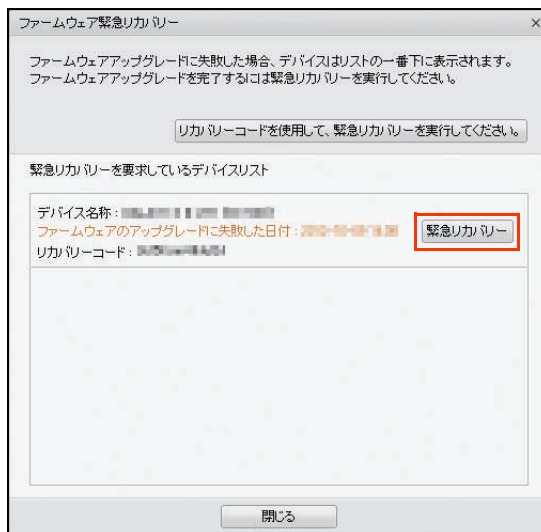 ファームウェア緊急リカバリー
×
ファームウェアアップグレードに失敗した場合、デバイスはリストの一番下に表示されます。
ファームウェアアップグレードを完了するには緊急リカバリーを実行してください。
リカバリーコードを使用して、緊急リカバリーを実行してください。
緊急リカバリーを要求しているデバイスリスト
デバイス名称 :
ファームウェアのアップグレードに失敗した日付 :
緊急リカバリー
リカバリーコード :
閉じる